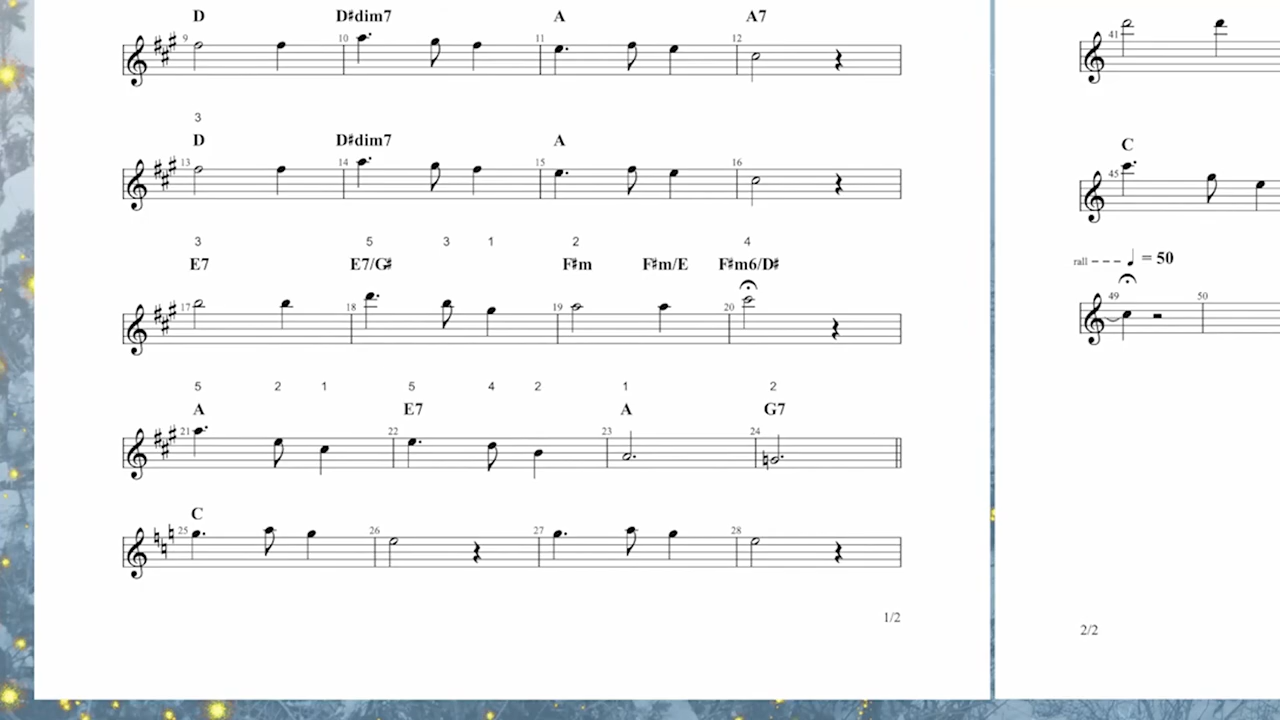 D D♯dim7 A A7
9 10 11 12
3
D D♯dim7 A
13 14 15 16
3 5 3 1 2 4
E7 E7/G♯ F♯m F♯m/E F♯m6/D♯
17 18 19 20
5 2 1 5 4 2 1 2
A E7 A G7
21 22 23 24
C
25 26 27 28
1/2
41
C
45
rall = 50
49 50
2/2